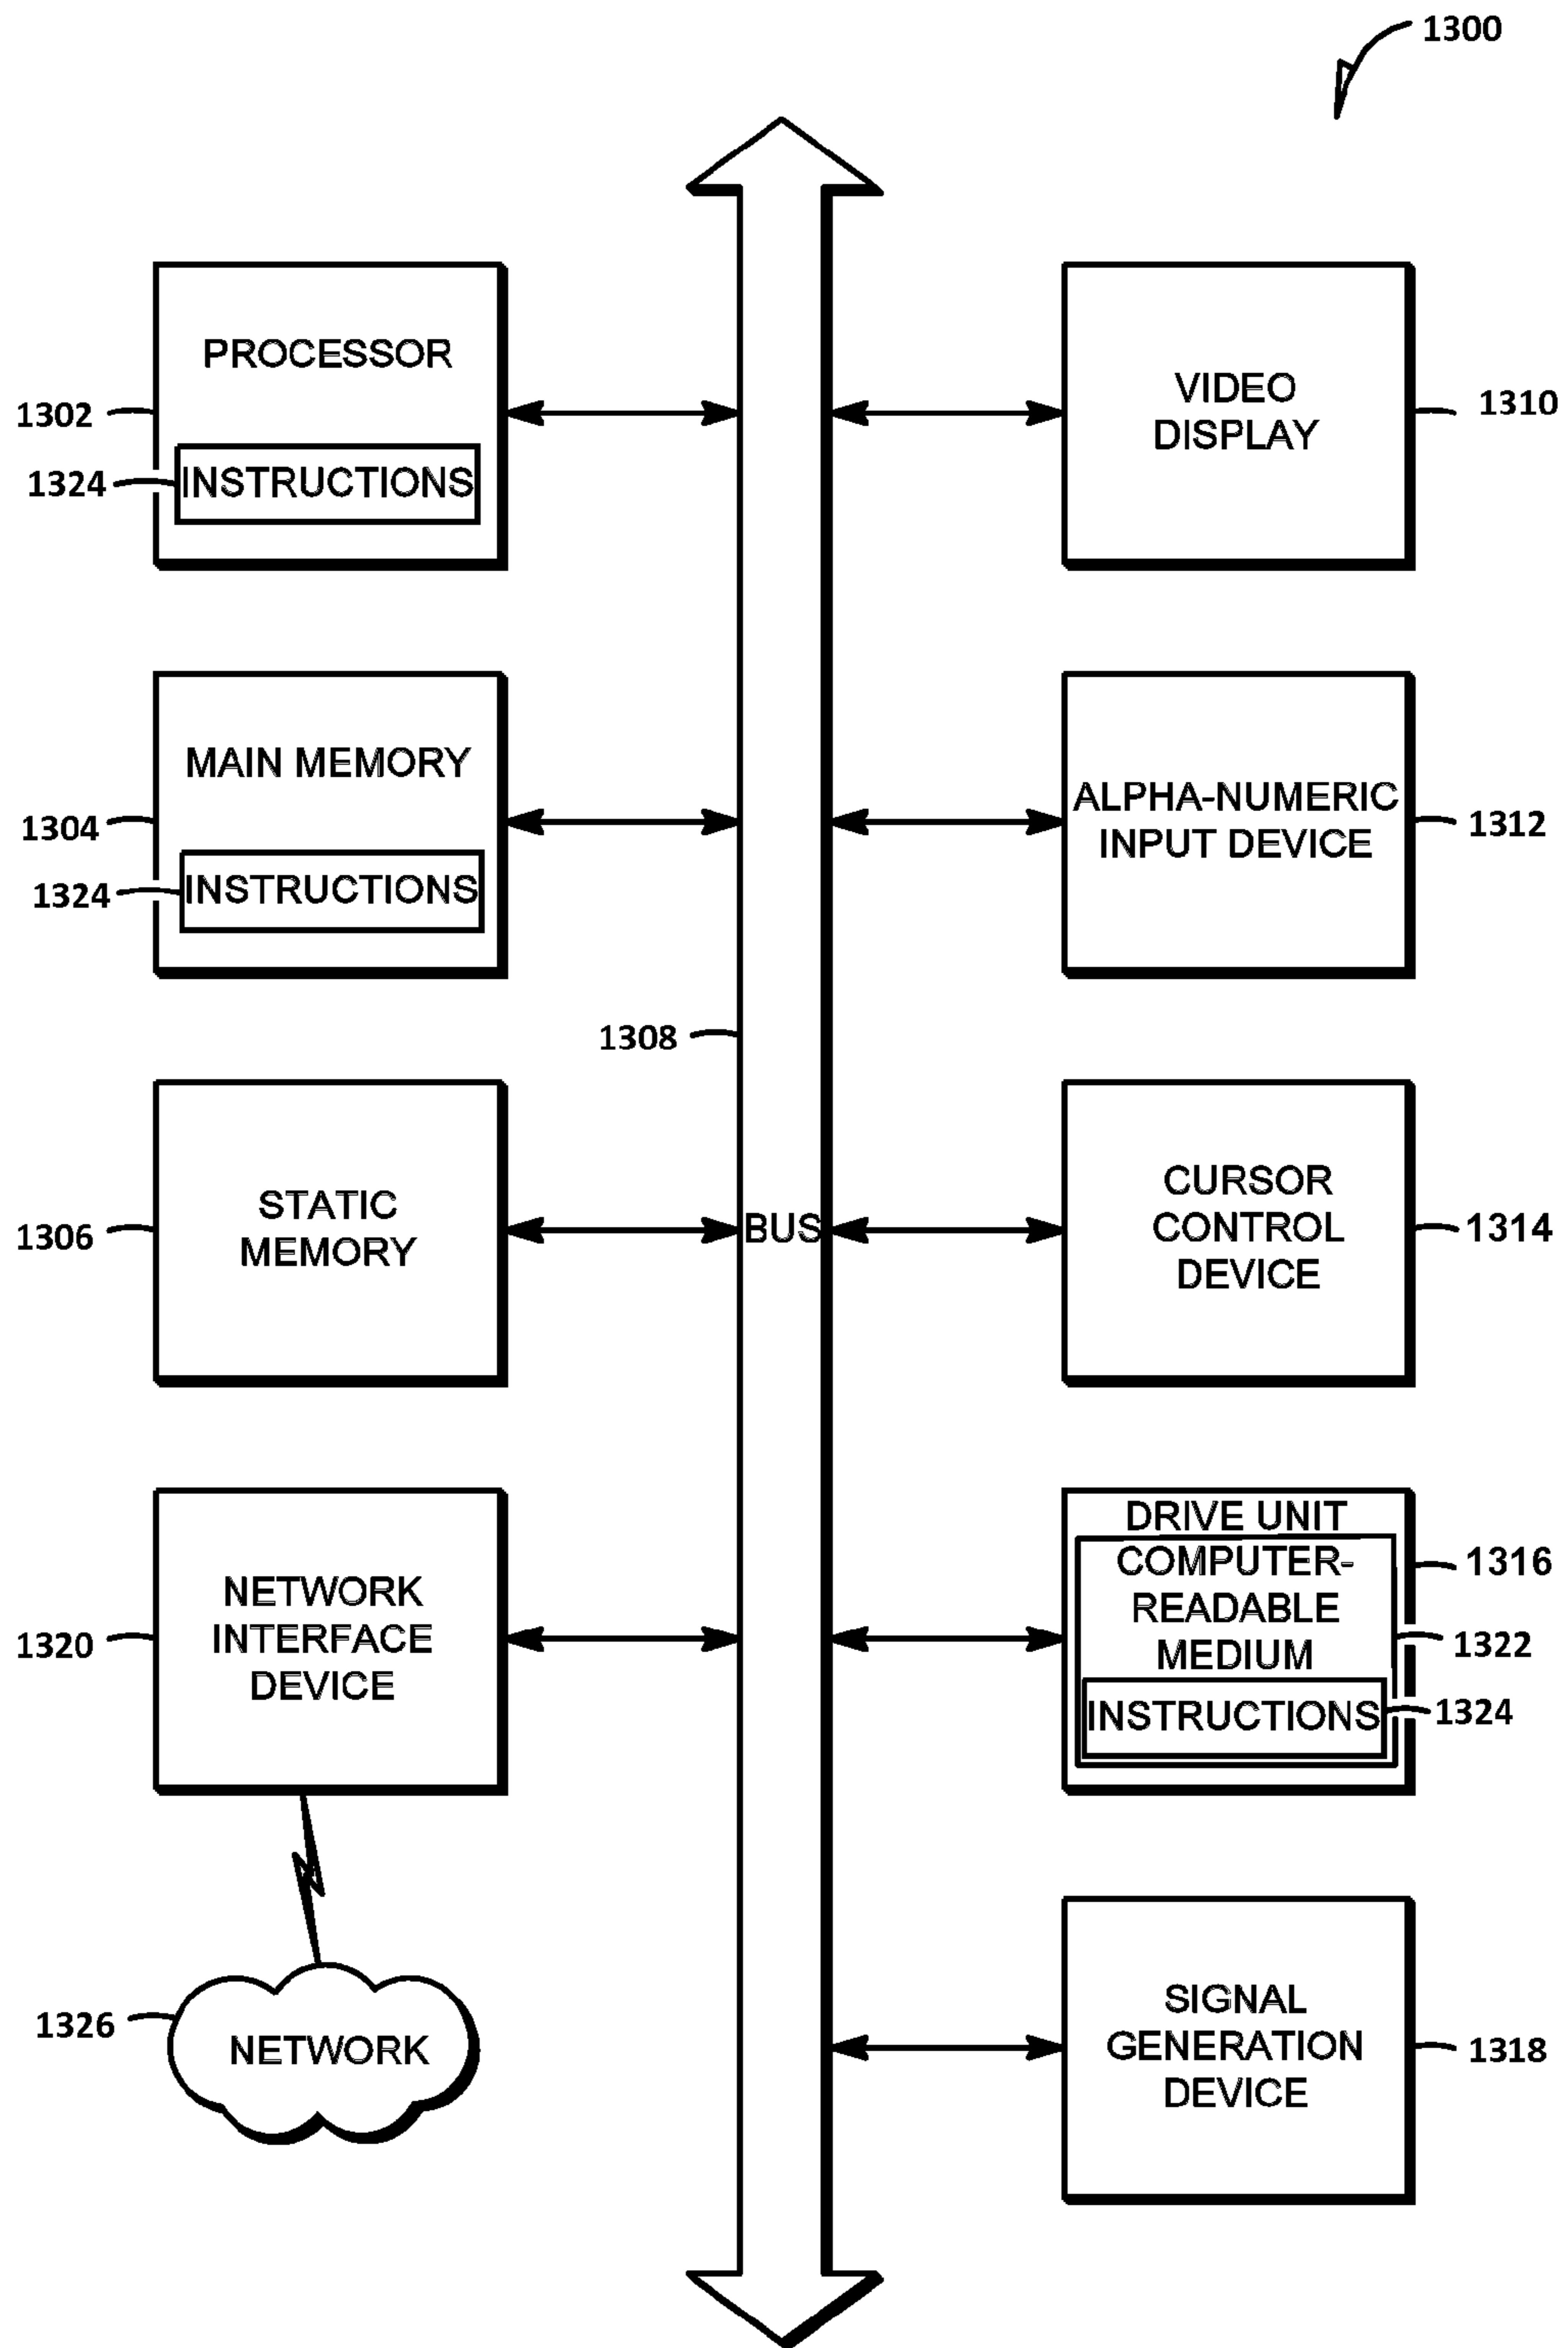 1300
PROCESSOR
1302
1324
INSTRUCTIONS
VIDEO
DISPLAY
1310
MAIN MEMORY
1304
1324
INSTRUCTIONS
ALPHA-NUMERIC
INPUT DEVICE
1312
1308
STATIC
MEMORY
1306
BUS
CURSOR
CONTROL
DEVICE
1314
NETWORK
INTERFACE
DEVICE
1320
DRIVE UNIT
COMPUTER-
READABLE
MEDIUM
1316
1322
INSTRUCTIONS
1324
1326
NETWORK
SIGNAL
GENERATION
DEVICE
1318